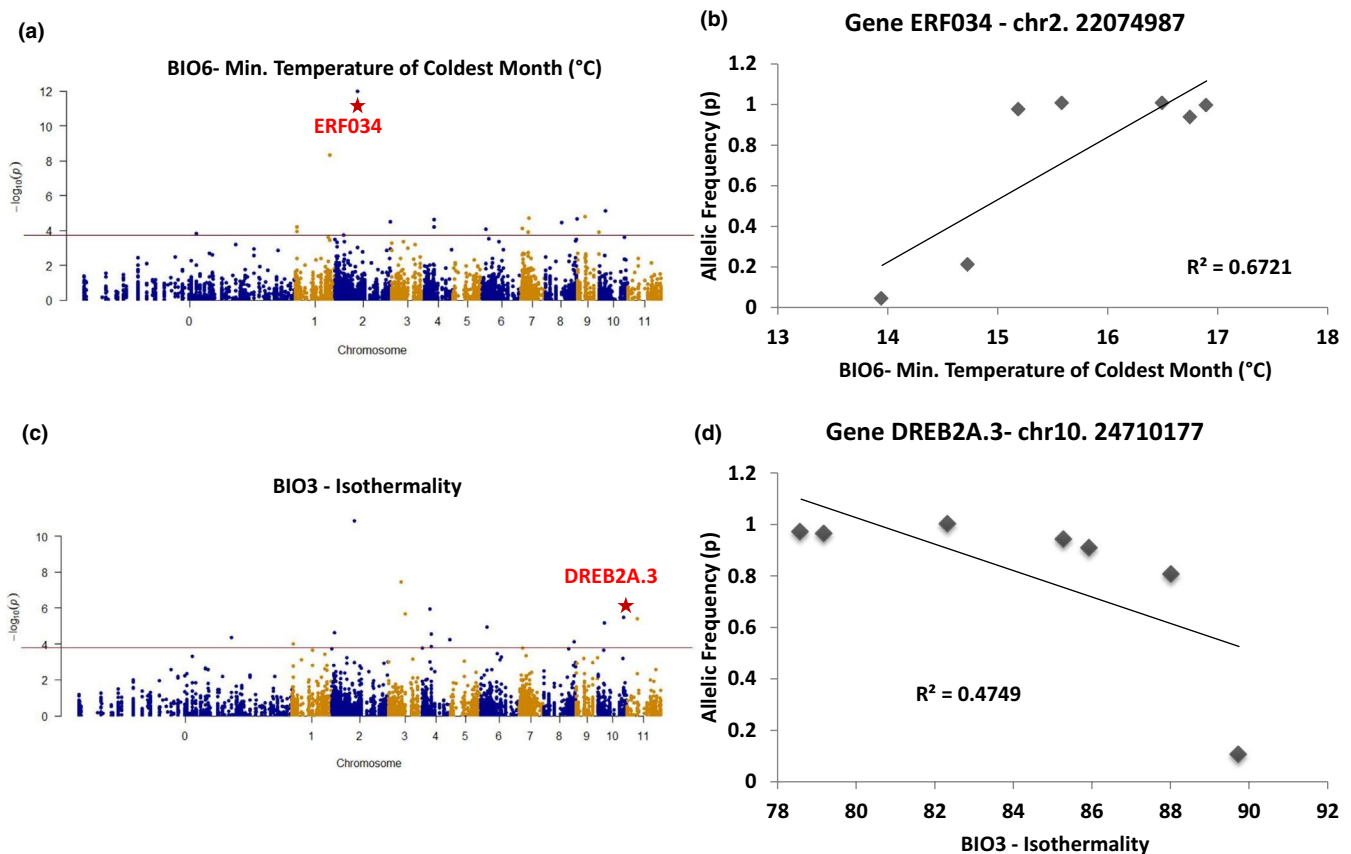 (a)
BIO6- Min. Temperature of Coldest Month (°C)
12
10
8
6
4
2
0
−log10(p)
ERF034
0 1 2 3 4 5 6 7 8 9 10 11
Chromosome
(b)
Gene ERF034 - chr2. 22074987
1.2
1
0.8
0.6
0.4
0.2
0
Allelic Frequency (p)
R² = 0.6721
13 14 15 16 17 18
BIO6- Min. Temperature of Coldest Month (°C)
(c)
BIO3 - Isothermality
10
8
6
4
2
0
−log10(p)
DREB2A.3
0 1 2 3 4 5 6 7 8 9 10 11
Chromosome
(d)
Gene DREB2A.3- chr10. 24710177
1.2
1
0.8
0.6
0.4
0.2
0
Allelic Frequency (p)
R² = 0.4749
78 80 82 84 86 88 90 92
BIO3 - Isothermality